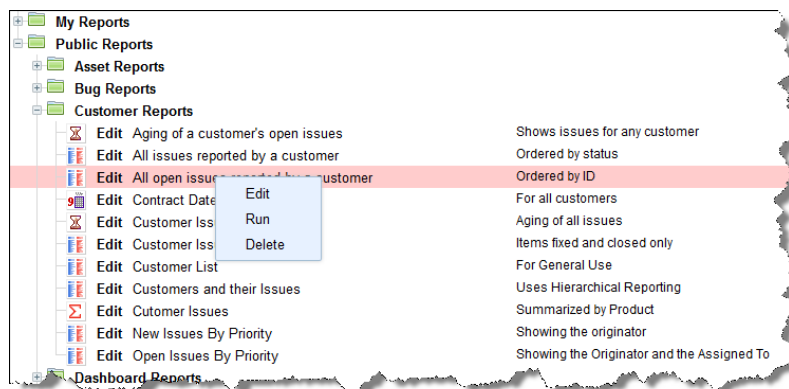 My Reports
Public Reports
Asset Reports
Bug Reports
Customer Reports
Edit Aging of a customer's open issues Shows issues for any customer
Edit All issues reported by a customer Ordered by status
Edit All open issues reported by a customer Ordered by ID
Edit Contract Date For all customers
Edit Customer Iss Aging of all issues
Edit Customer Iss Items fixed and closed only
Edit Customer List For General Use
Edit Customers and their Issues Uses Hierarchical Reporting
Edit Cutomer Issues Summarized by Product
Edit New Issues By Priority Showing the originator
Edit Open Issues By Priority Showing the Originator and the Assigned To
Dashboard Reports
Edit
Run
Delete